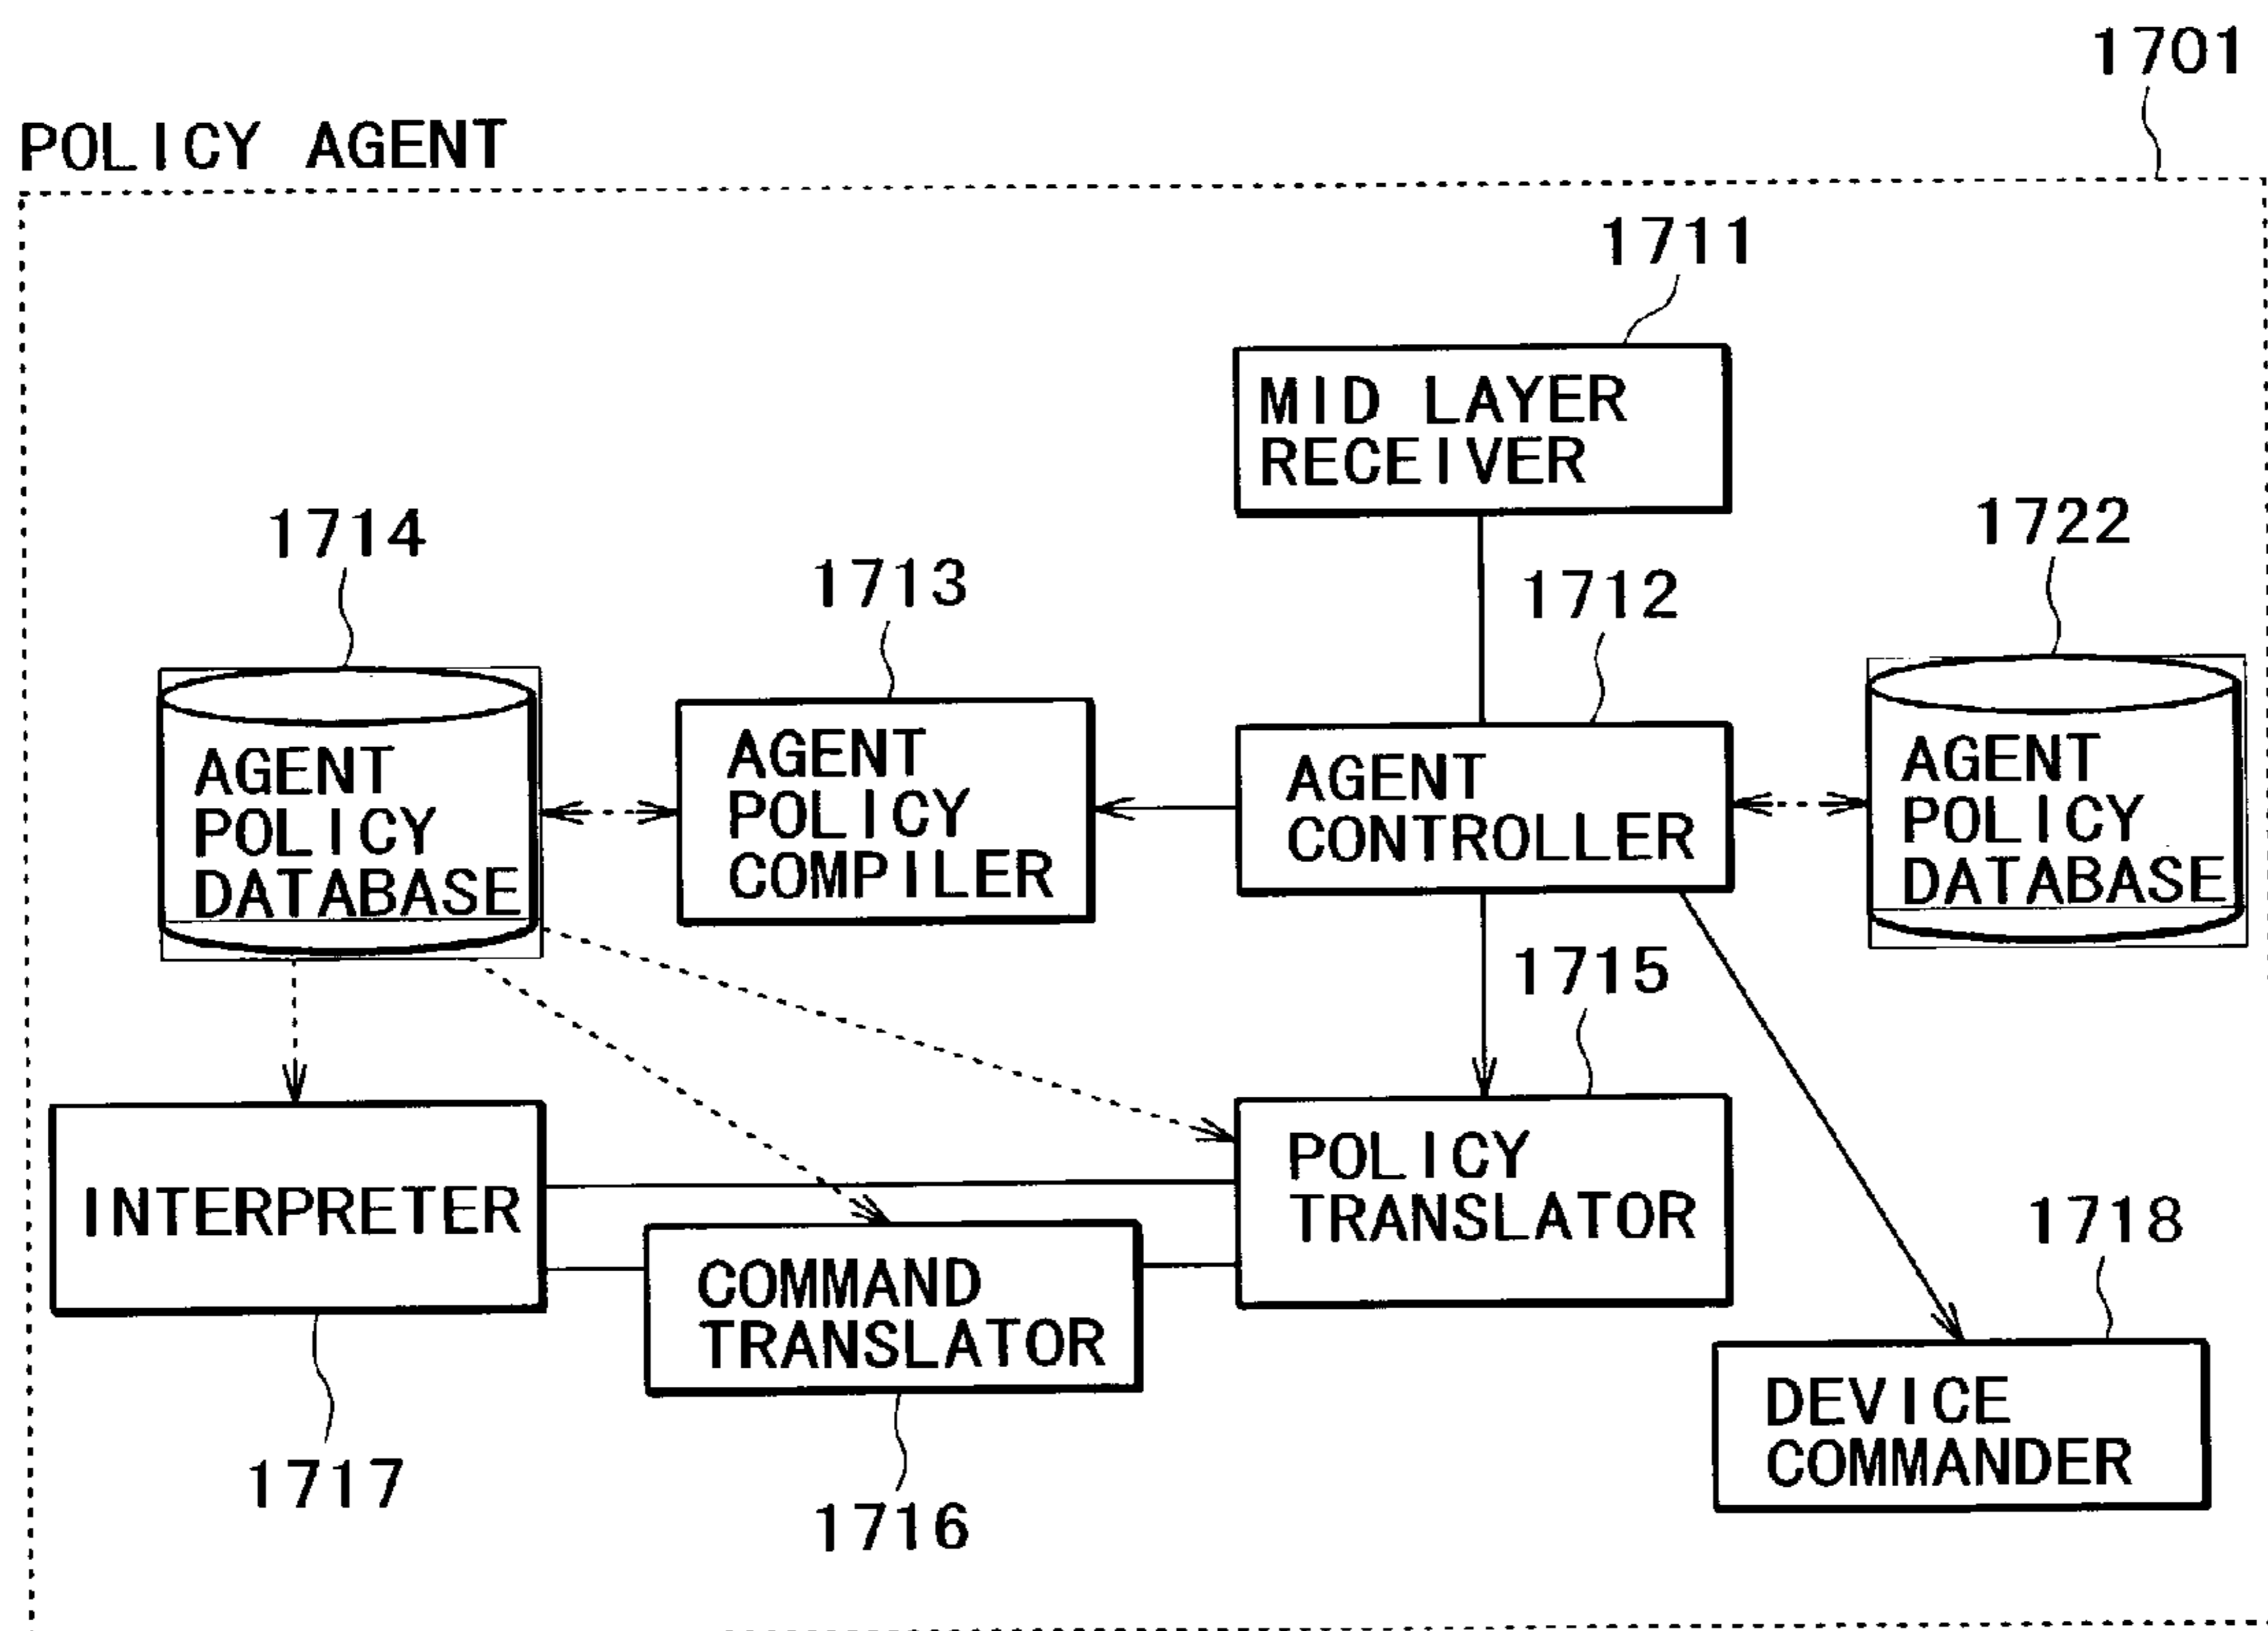 1701
POLICY AGENT
1711
MID LAYER
RECEIVER
1714
1713
1712
1722
AGENT
POLICY
DATABASE
AGENT
POLICY
COMPILER
AGENT
CONTROLLER
AGENT
POLICY
DATABASE
1715
INTERPRETER
COMMAND
TRANSLATOR
POLICY
TRANSLATOR
1718
DEVICE
COMMANDER
1717
1716